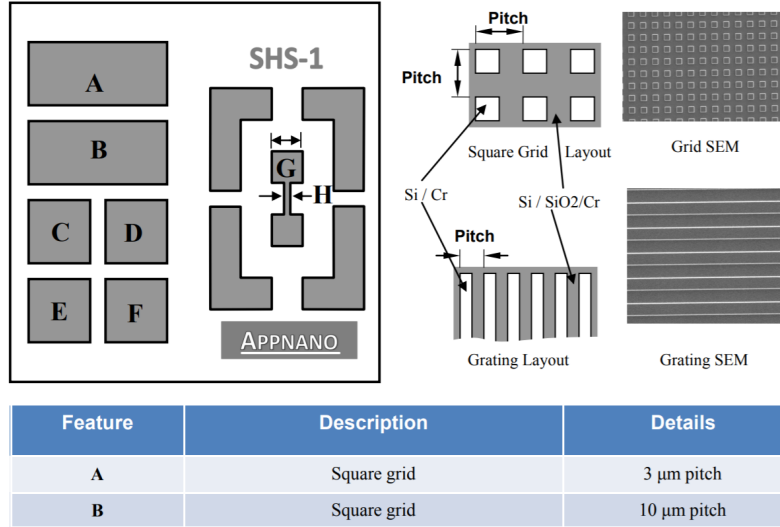 SHS-1
A
B
C
D
E
F
G
H
APPNANO
Pitch
Pitch
Square Grid Layout
Grid SEM
Si / Cr
Si / SiO2/Cr
Pitch
Grating Layout
Grating SEM
Feature Description Details
A Square grid 3 μm pitch
B Square grid 10 μm pitch